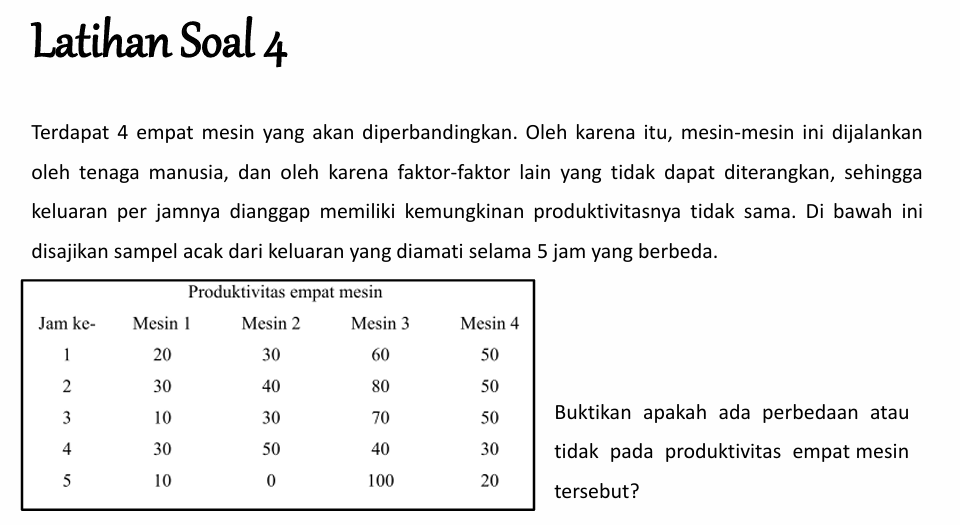 Latihan Soal 4
Terdapat 4 empat mesin yang akan diperbandingkan. Oleh karena itu, mesin-mesin ini dijalankan
oleh tenaga manusia, dan oleh karena faktor-faktor lain yang tidak dapat diterangkan, sehingga
keluaran per jamnya dianggap memiliki kemungkinan produktivitasnya tidak sama. Di bawah ini
disajikan sampel acak dari keluaran yang diamati selama 5 jam yang berbeda.
Produktivitas empat mesin
Jam ke- Mesin 1 Mesin 2 Mesin 3 Mesin 4
1 20 30 60 50
2 30 40 80 50
3 10 30 70 50
4 30 50 40 30
5 10 0 100 20
Buktikan apakah ada perbedaan atau
tidak pada produktivitas empat mesin
tersebut?